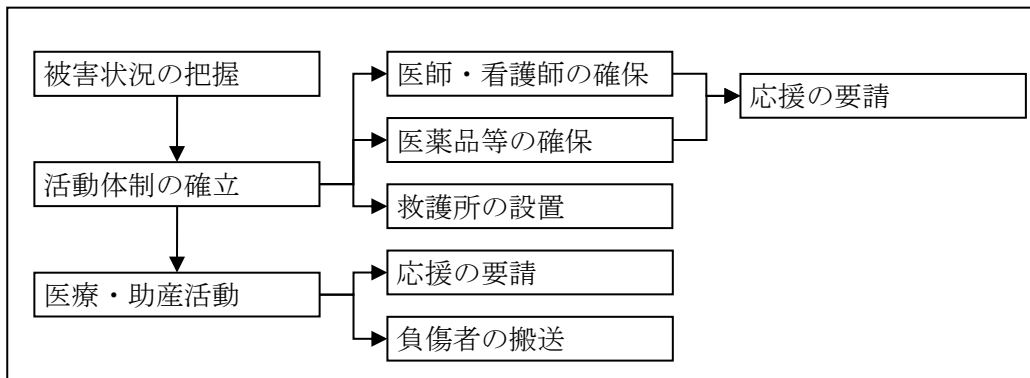 被害状況の把握
医師・看護師の確保
応援の要請
医薬品等の確保
活動体制の確立
救護所の設置
応援の要請
医療・助産活動
負傷者の搬送